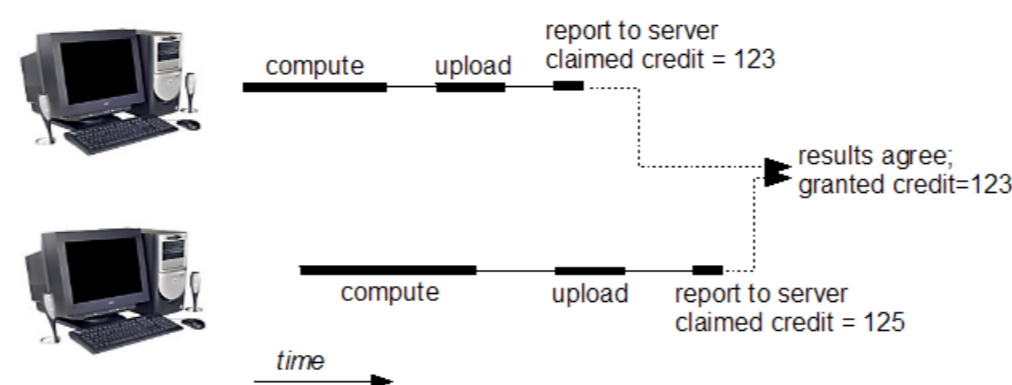 compute
upload
report to server
claimed credit = 123
results agree;
granted credit=123
compute
upload
report to server
claimed credit = 125
time